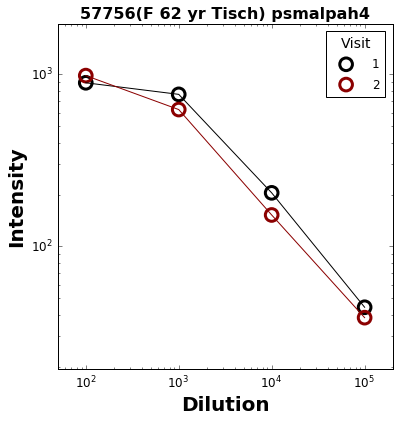 57756(F 62 yr Tisch) psmalpah4
Visit
1
2
Intensity
10³
10²
10² 10³ 10⁴ 10⁵
Dilution